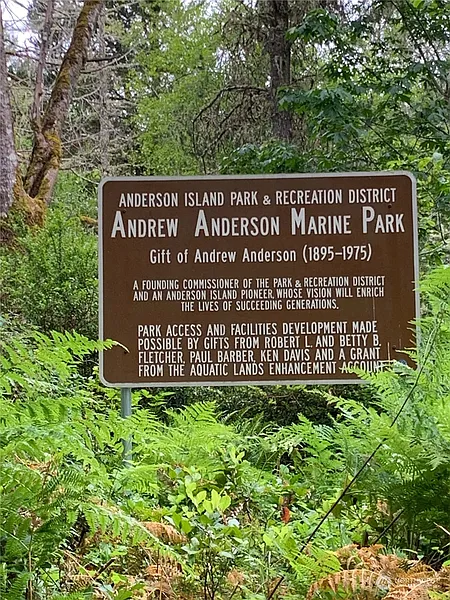 ANDERSON ISLAND PARK & RECREATION DISTRICT
ANDREW ANDERSON MARINE PARK
Gift of Andrew Anderson (1895-1975)
A FOUNDING COMMISSIONER OF THE PARK & RECREATION DISTRICT
AND AN ANDERSON ISLAND PIONEER, WHOSE VISION WILL ENRICH
THE LIVES OF SUCCEEDING GENERATIONS.
PARK ACCESS AND FACILITIES DEVELOPMENT MADE
POSSIBLE BY GIFTS FROM ROBERT L. AND BETTY B.
FLETCHER, PAUL BARBER, KEN DAVIS AND A GRANT
FROM THE AQUATIC LANDS ENHANCEMENT ACCOUNT